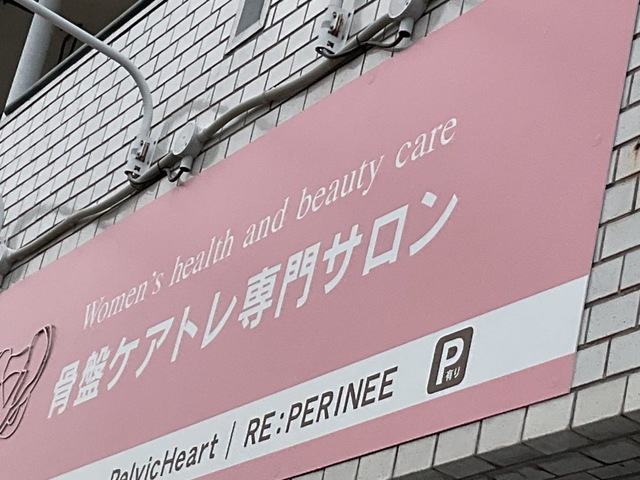 Women's health and beauty care
骨盤ケアトレ専門サロン
PelvicHeart | RE:PERINEE
P
有り